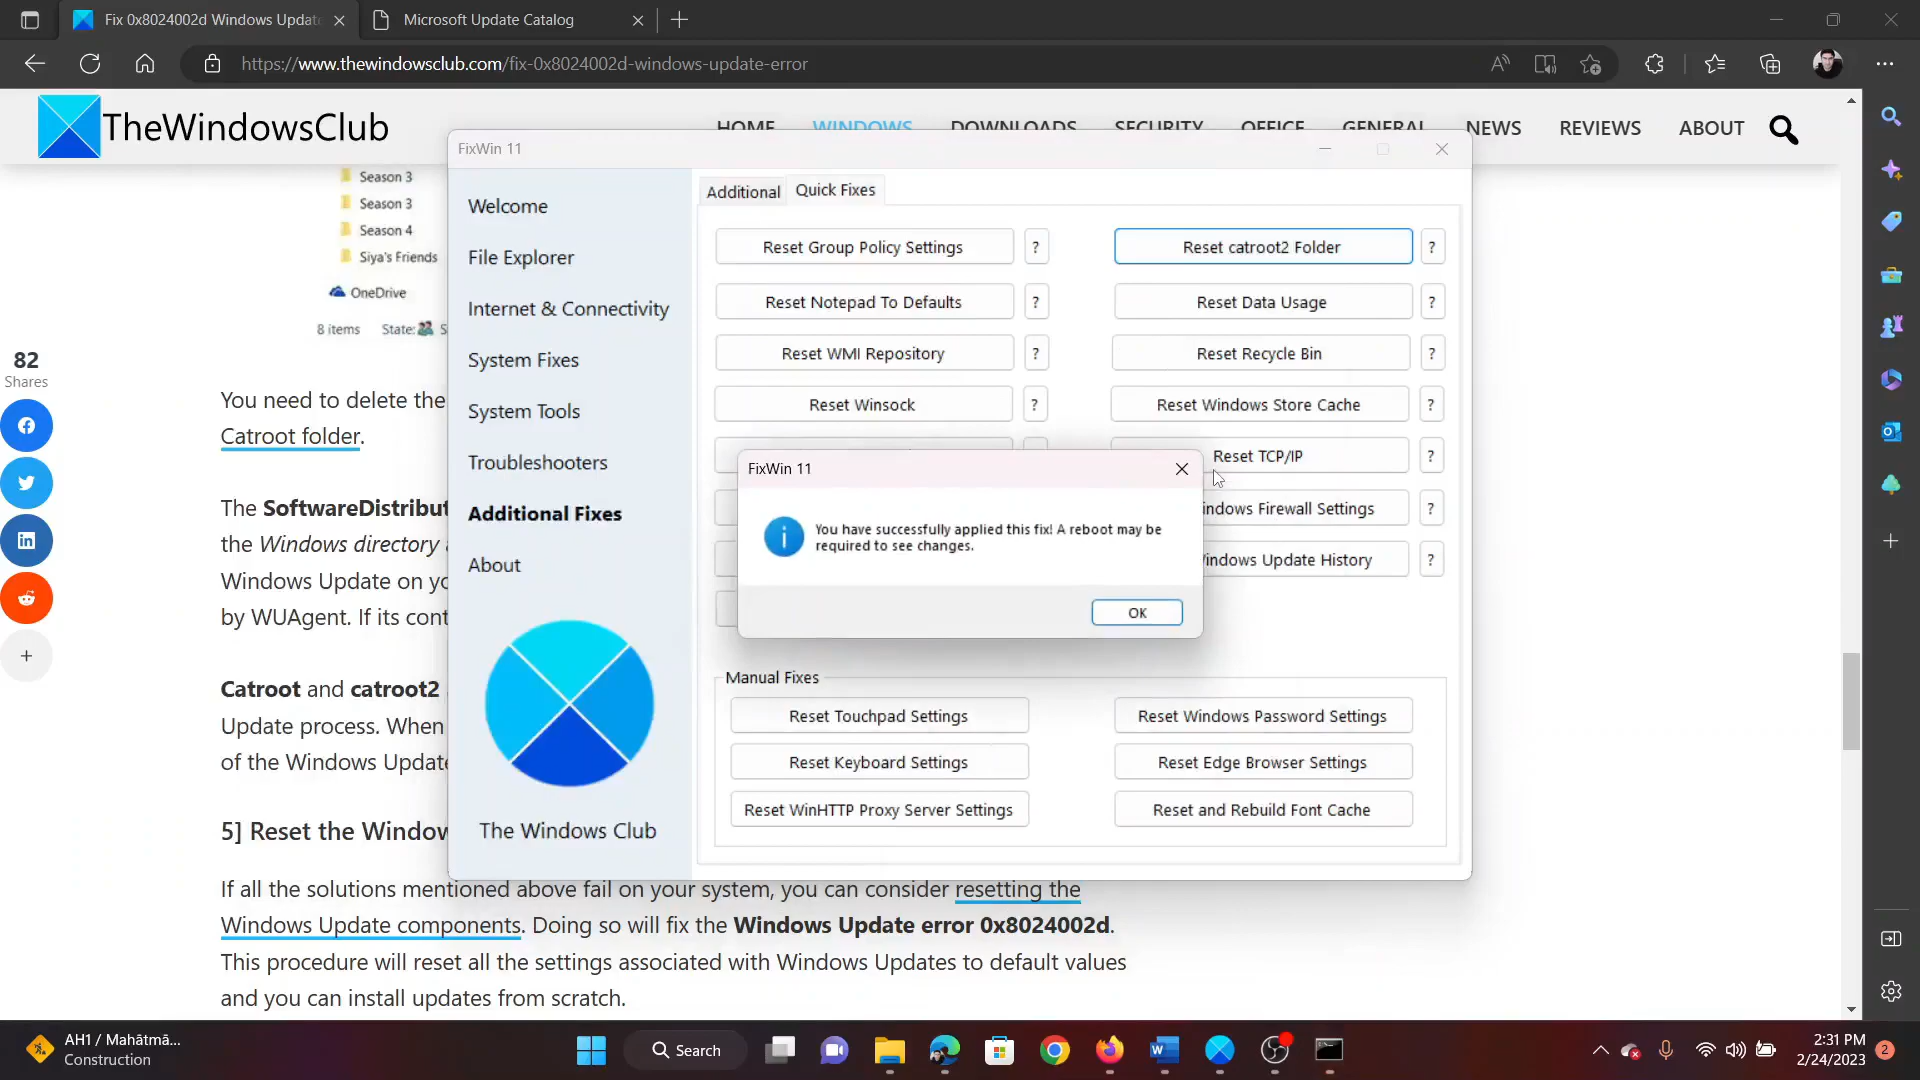 Fix 0x8024002d Windows Update
Microsoft Update Catalog
https://www.thewindowsclub.com/fix-0x8024002d-windows-update-error
TheWindowsClub
HOME WINDOWS DOWNLOADS SECURITY OFFICE GENERAL NEWS REVIEWS ABOUT
Season 3
Season 3
Season 4
Siya's Friends
OneDrive
8 items State: S
82
Shares
You need to delete the
Catroot folder.
The SoftwareDistribut
the Windows directory
Windows Update on yo
by WUAgent. If its cont
Catroot and catroot2
Update process. When
of the Windows Update
5] Reset the Window
If all the solutions mentioned above fail on your system, you can consider resetting the
Windows Update components. Doing so will fix the Windows Update error 0x8024002d.
This procedure will reset all the settings associated with Windows Updates to default values
and you can install updates from scratch.
FixWin 11
Welcome
File Explorer
Internet & Connectivity
System Fixes
System Tools
Troubleshooters
Additional Fixes
About
The Windows Club
Additional Quick Fixes
Reset Group Policy Settings ? Reset catroot2 Folder ?
Reset Notepad To Defaults ? Reset Data Usage ?
Reset WMI Repository ? Reset Recycle Bin ?
Reset Winsock ? Reset Windows Store Cache ?
Reset TCP/IP ?
indows Firewall Settings ?
indows Update History ?
FixWin 11
You have successfully applied this fix! A reboot may be
required to see changes.
OK
Manual Fixes
Reset Touchpad Settings Reset Windows Password Settings
Reset Keyboard Settings Reset Edge Browser Settings
Reset WinHTTP Proxy Server Settings Reset and Rebuild Font Cache
AH1 / Mahātmā...
Construction
Search
2:31 PM
2/24/2023
2